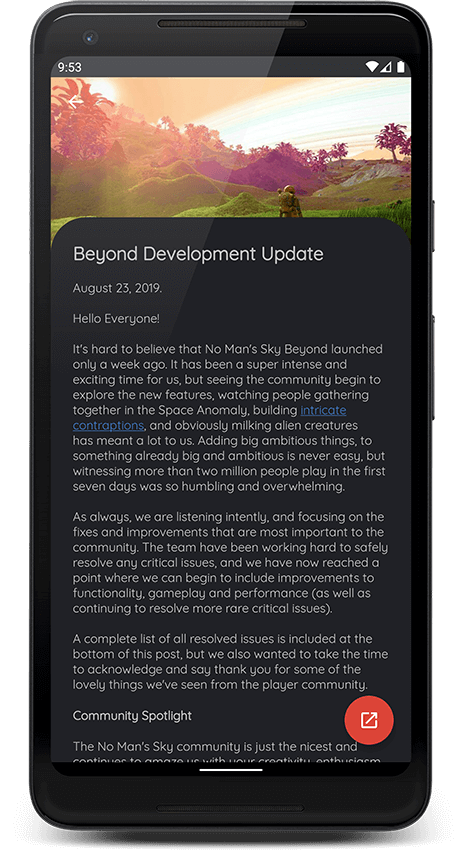 9:53
Beyond Development Update
August 23, 2019.
Hello Everyone!
It's hard to believe that No Man's Sky Beyond launched
only a week ago. It has been a super intense and
exciting time for us, but seeing the community begin to
explore the new features, watching people gathering
together in the Space Anomaly, building intricate
contraptions, and obviously milking alien creatures
has meant a lot to us. Adding big ambitious things, to
something already big and ambitious is never easy, but
witnessing more than two million people play in the first
seven days was so humbling and overwhelming.
As always, we are listening intently, and focusing on the
fixes and improvements that are most important to the
community. The team have been working hard to safely
resolve any critical issues, and we have now reached a
point where we can begin to include improvements to
functionality, gameplay and performance (as well as
continuing to resolve more rare critical issues).
A complete list of all resolved issues is included at the
bottom of this post, but we also wanted to take the time
to acknowledge and say thank you for some of the
lovely things we've seen from the player community.
Community Spotlight
The No Man's Sky community is just the nicest and
continues to amaze us with your creativity, enthusiasm